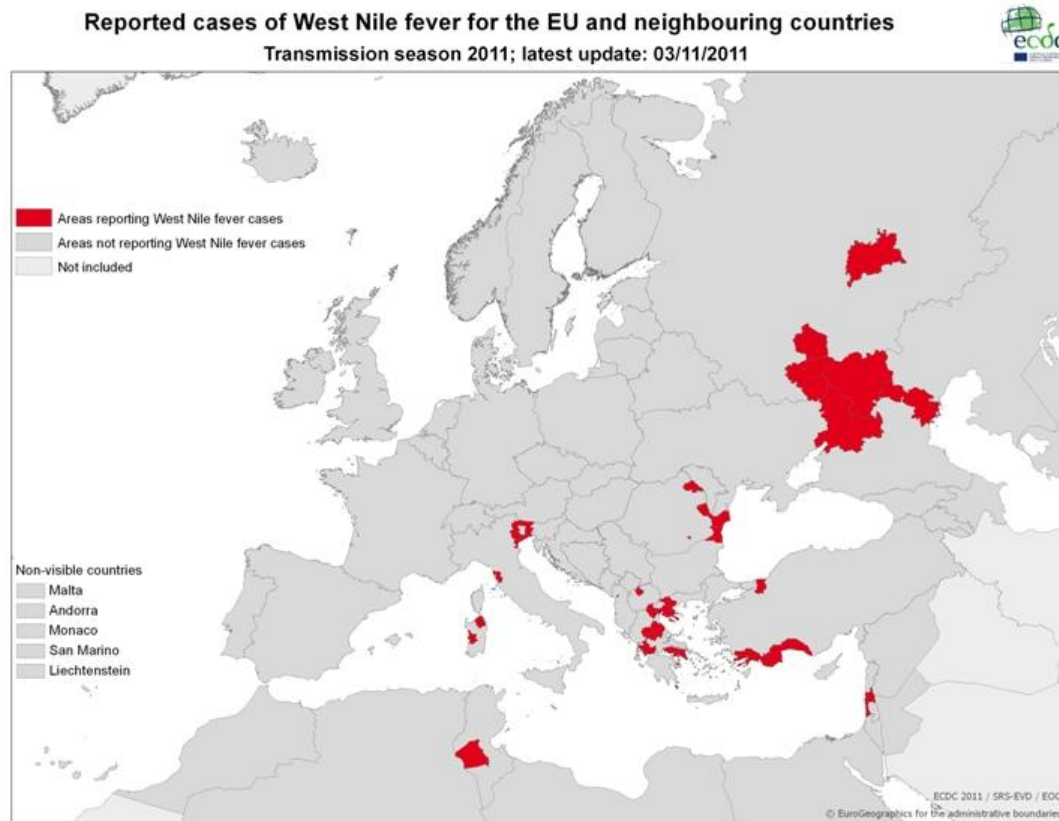 Reported cases of West Nile fever for the EU and neighbouring countries
Transmission season 2011; latest update: 03/11/2011
ecdc
Areas reporting West Nile fever cases
Areas not reporting West Nile fever cases
Not included
Non-visible countries
Malta
Andorra
Monaco
San Marino
Liechtenstein
ECDC 2011 / SRS-EVD / EOC
© EuroGeographics for the administrative boundaries